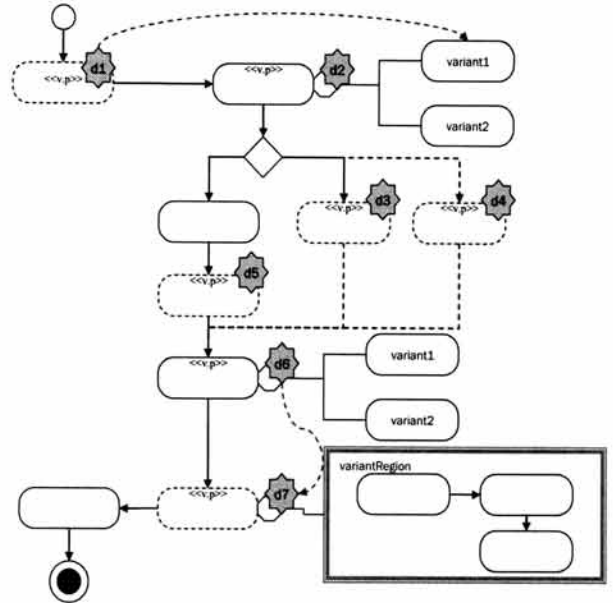 <<v.p>>
d1
<<v.p>>
d2
variant1
variant2
<<v.p>>
d3
<<v.p>>
d4
<<v.p>>
d5
<<v.p>>
d6
variant1
variant2
<<v.p>>
d7
variantRegion